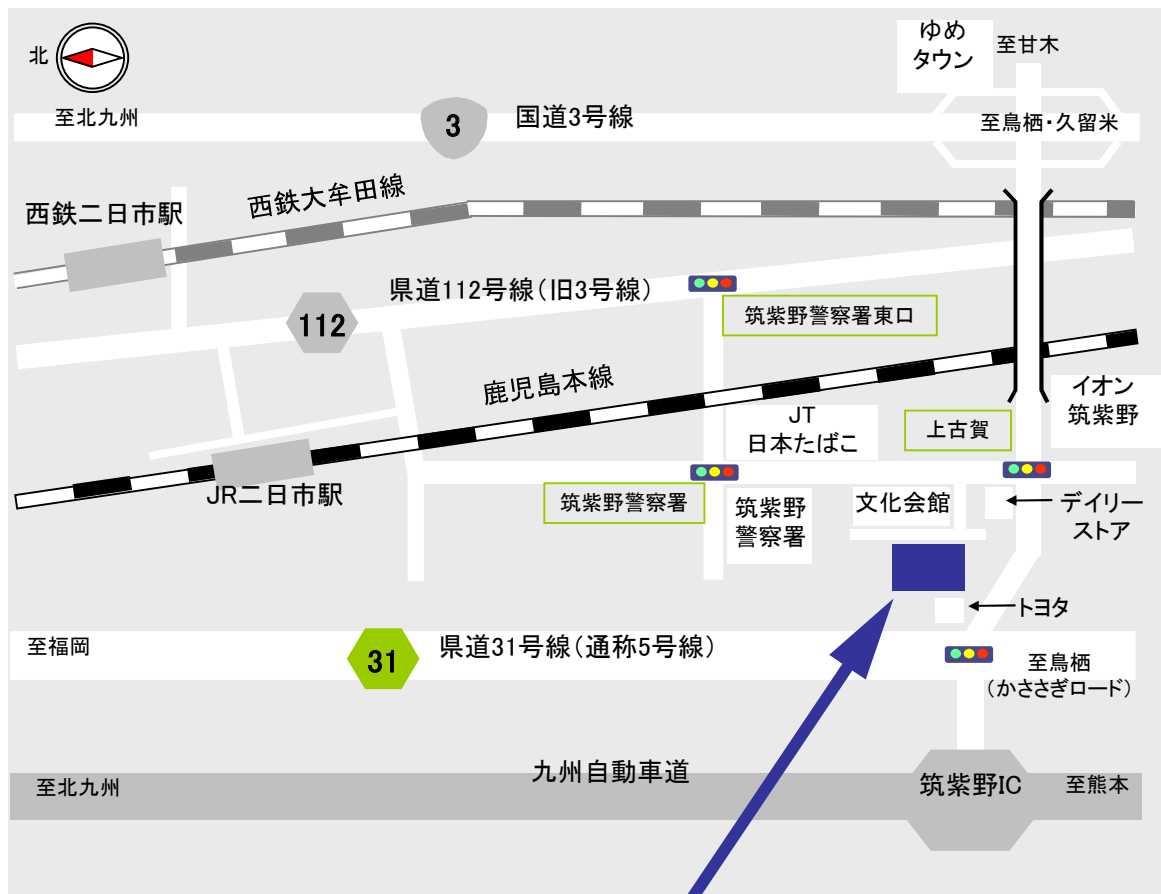 北
至北九州
ゆめ
タウン
至甘木
3
国道3号線
至鳥栖・久留米
西鉄二日市駅
西鉄大牟田線
県道112号線（旧3号線）
112
筑紫野警察署東口
鹿児島本線
イオン
筑紫野
JT
日本たばこ
上古賀
JR二日市駅
筑紫野警察署
筑紫野
警察署
文化会館
デイリー
ストア
トヨタ
至福岡
31
県道31号線（通称5号線）
至鳥栖
（かささぎロード）
九州自動車道
至北九州
筑紫野IC
至熊本